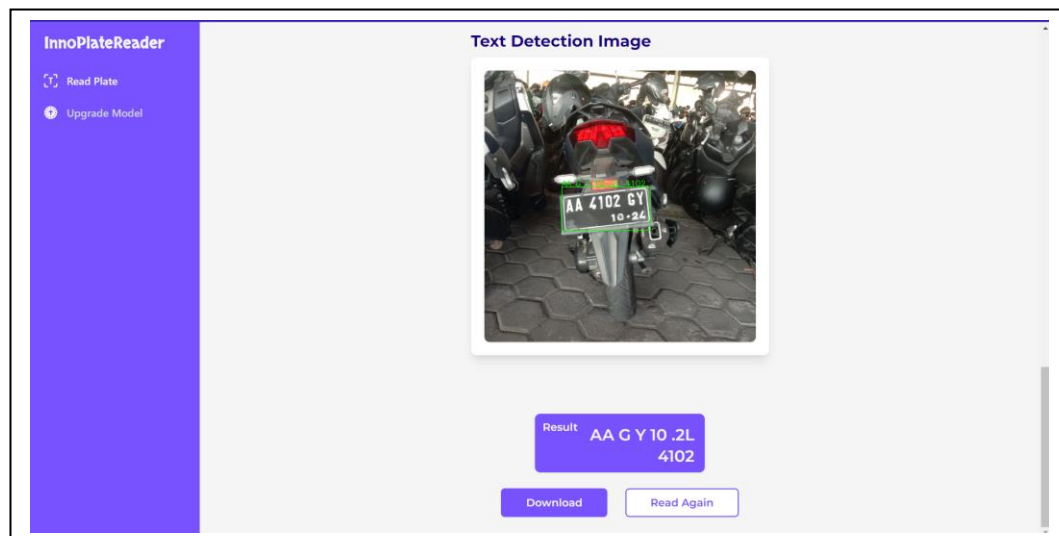 InnoPlateReader
Read Plate
Upgrade Model
Text Detection Image
AA 4102 GY
10·24
Result
AA G Y 10 .2L
4102
Download
Read Again